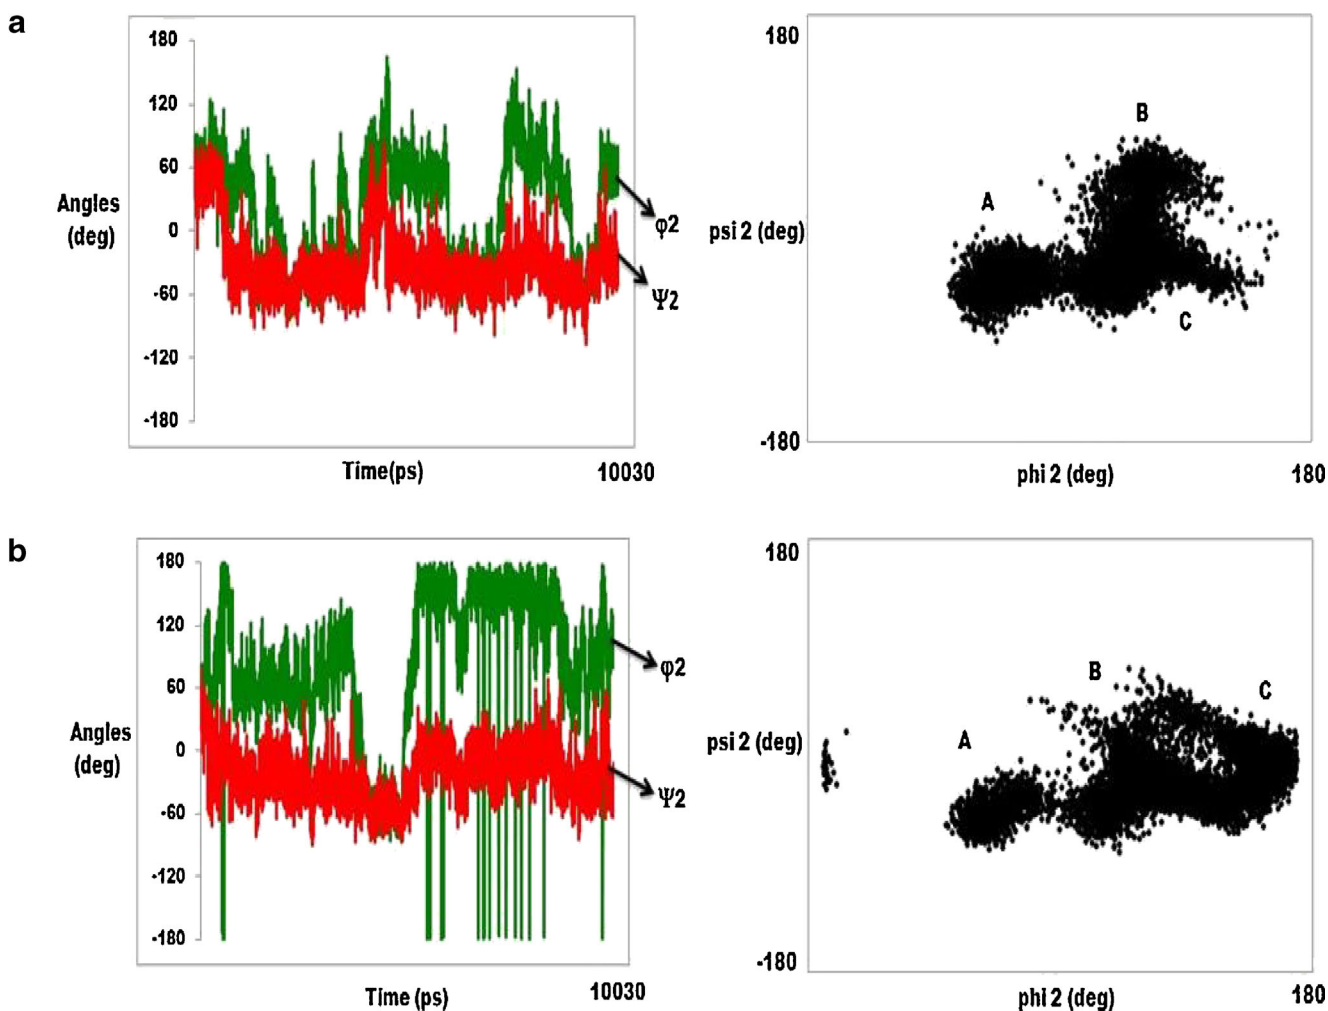 a
180
120
60
0
-60
-120
-180
Angles
(deg)
φ2
Ψ2
Time(ps)
10030
180
psi 2 (deg)
-180
A
B
C
phi 2 (deg)
180
b
180
120
60
0
-60
-120
-180
Angles
(deg)
φ2
Ψ2
Time (ps)
10030
180
psi 2 (deg)
-180
A
B
C
phi 2 (deg)
180